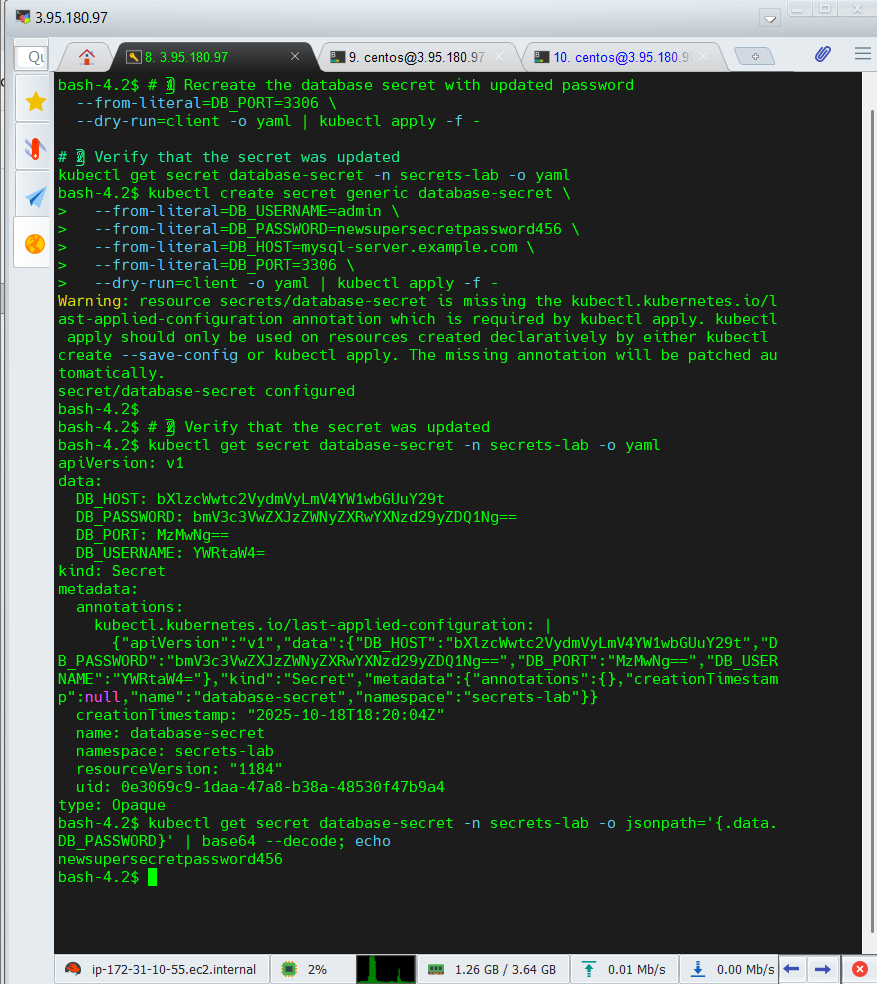 3.95.180.97
Qu
8. 3.95.180.97
9. centos@3.95.180.97
10. centos@3.95.180.9
bash-4.2$ # Recreate the database secret with updated password
  --from-literal=DB_PORT=3306 \
  --dry-run=client -o yaml | kubectl apply -f -
# Verify that the secret was updated
kubectl get secret database-secret -n secrets-lab -o yaml
bash-4.2$ kubectl create secret generic database-secret \
>   --from-literal=DB_USERNAME=admin \
>   --from-literal=DB_PASSWORD=newsupersecretpassword456 \
>   --from-literal=DB_HOST=mysql-server.example.com \
>   --from-literal=DB_PORT=3306 \
>   --dry-run=client -o yaml | kubectl apply -f -
Warning: resource secrets/database-secret is missing the kubectl.kubernetes.io/l
ast-applied-configuration annotation which is required by kubectl apply. kubectl
 apply should only be used on resources created declaratively by either kubectl
create --save-config or kubectl apply. The missing annotation will be patched au
tomatically.
secret/database-secret configured
bash-4.2$
bash-4.2$ # Verify that the secret was updated
bash-4.2$ kubectl get secret database-secret -n secrets-lab -o yaml
apiVersion: v1
data:
  DB_HOST: bXlzcWwtc2VydmVyLmV4YW1wbGUuY29t
  DB_PASSWORD: bmV3c3VwZXJzZWNyZXRwYXNzd29yZDQ1Ng==
  DB_PORT: MzMwNg==
  DB_USERNAME: YWRtaW4=
kind: Secret
metadata:
  annotations:
    kubectl.kubernetes.io/last-applied-configuration: |
      {"apiVersion":"v1","data":{"DB_HOST":"bXlzcWwtc2VydmVyLmV4YW1wbGUuY29t","D
B_PASSWORD":"bmV3c3VwZXJzZWNyZXRwYXNzd29yZDQ1Ng==","DB_PORT":"MzMwNg==","DB_USER
NAME":"YWRtaW4="},"kind":"Secret","metadata":{"annotations":{},"creationTimestam
p":null,"name":"database-secret","namespace":"secrets-lab"}}
  creationTimestamp: "2025-10-18T18:20:04Z"
  name: database-secret
  namespace: secrets-lab
  resourceVersion: "1184"
  uid: 0e3069c9-1daa-47a8-b38a-48530f47b9a4
type: Opaque
bash-4.2$ kubectl get secret database-secret -n secrets-lab -o jsonpath='{.data.
DB_PASSWORD}' | base64 --decode; echo
newsupersecretpassword456
bash-4.2$
ip-172-31-10-55.ec2.internal
2%
1.26 GB / 3.64 GB
0.01 Mb/s
0.00 Mb/s